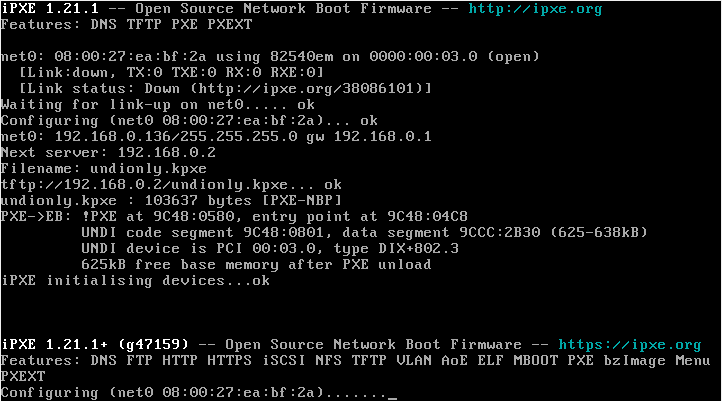 iPXE 1.21.1 -- Open Source Network Boot Firmware -- http://ipxe.org
Features: DNS TFTP PXE PXEXT
net0: 08:00:27:ea:bf:2a using 82540em on 0000:00:03.0 (open)
[Link:down, TX:0 TXE:0 RX:0 RXE:0]
[Link status: Down (http://ipxe.org/38086101)]
Waiting for link-up on net0..... ok
Configuring (net0 08:00:27:ea:bf:2a)... ok
net0: 192.168.0.136/255.255.255.0 gw 192.168.0.1
Next server: 192.168.0.2
Filename: undionly.kpxe
tftp://192.168.0.2/undionly.kpxe... ok
undionly.kpxe : 103637 bytes [PXE-NBP]
PXE->EB: !PXE at 9C48:0580, entry point at 9C48:04C8
UNDI code segment 9C48:0801, data segment 9CCC:2B30 (625-638kB)
UNDI device is PCI 00:03.0, type DIX+802.3
625kB free base memory after PXE unload
iPXE initialising devices...ok
iPXE 1.21.1+ (g47159) -- Open Source Network Boot Firmware -- https://ipxe.org
Features: DNS FTP HTTP HTTPS iSCSI NFS TFTP VLAN AoE ELF MBOOT PXE bzImage Menu
PXEXT
Configuring (net0 08:00:27:ea:bf:2a)......._